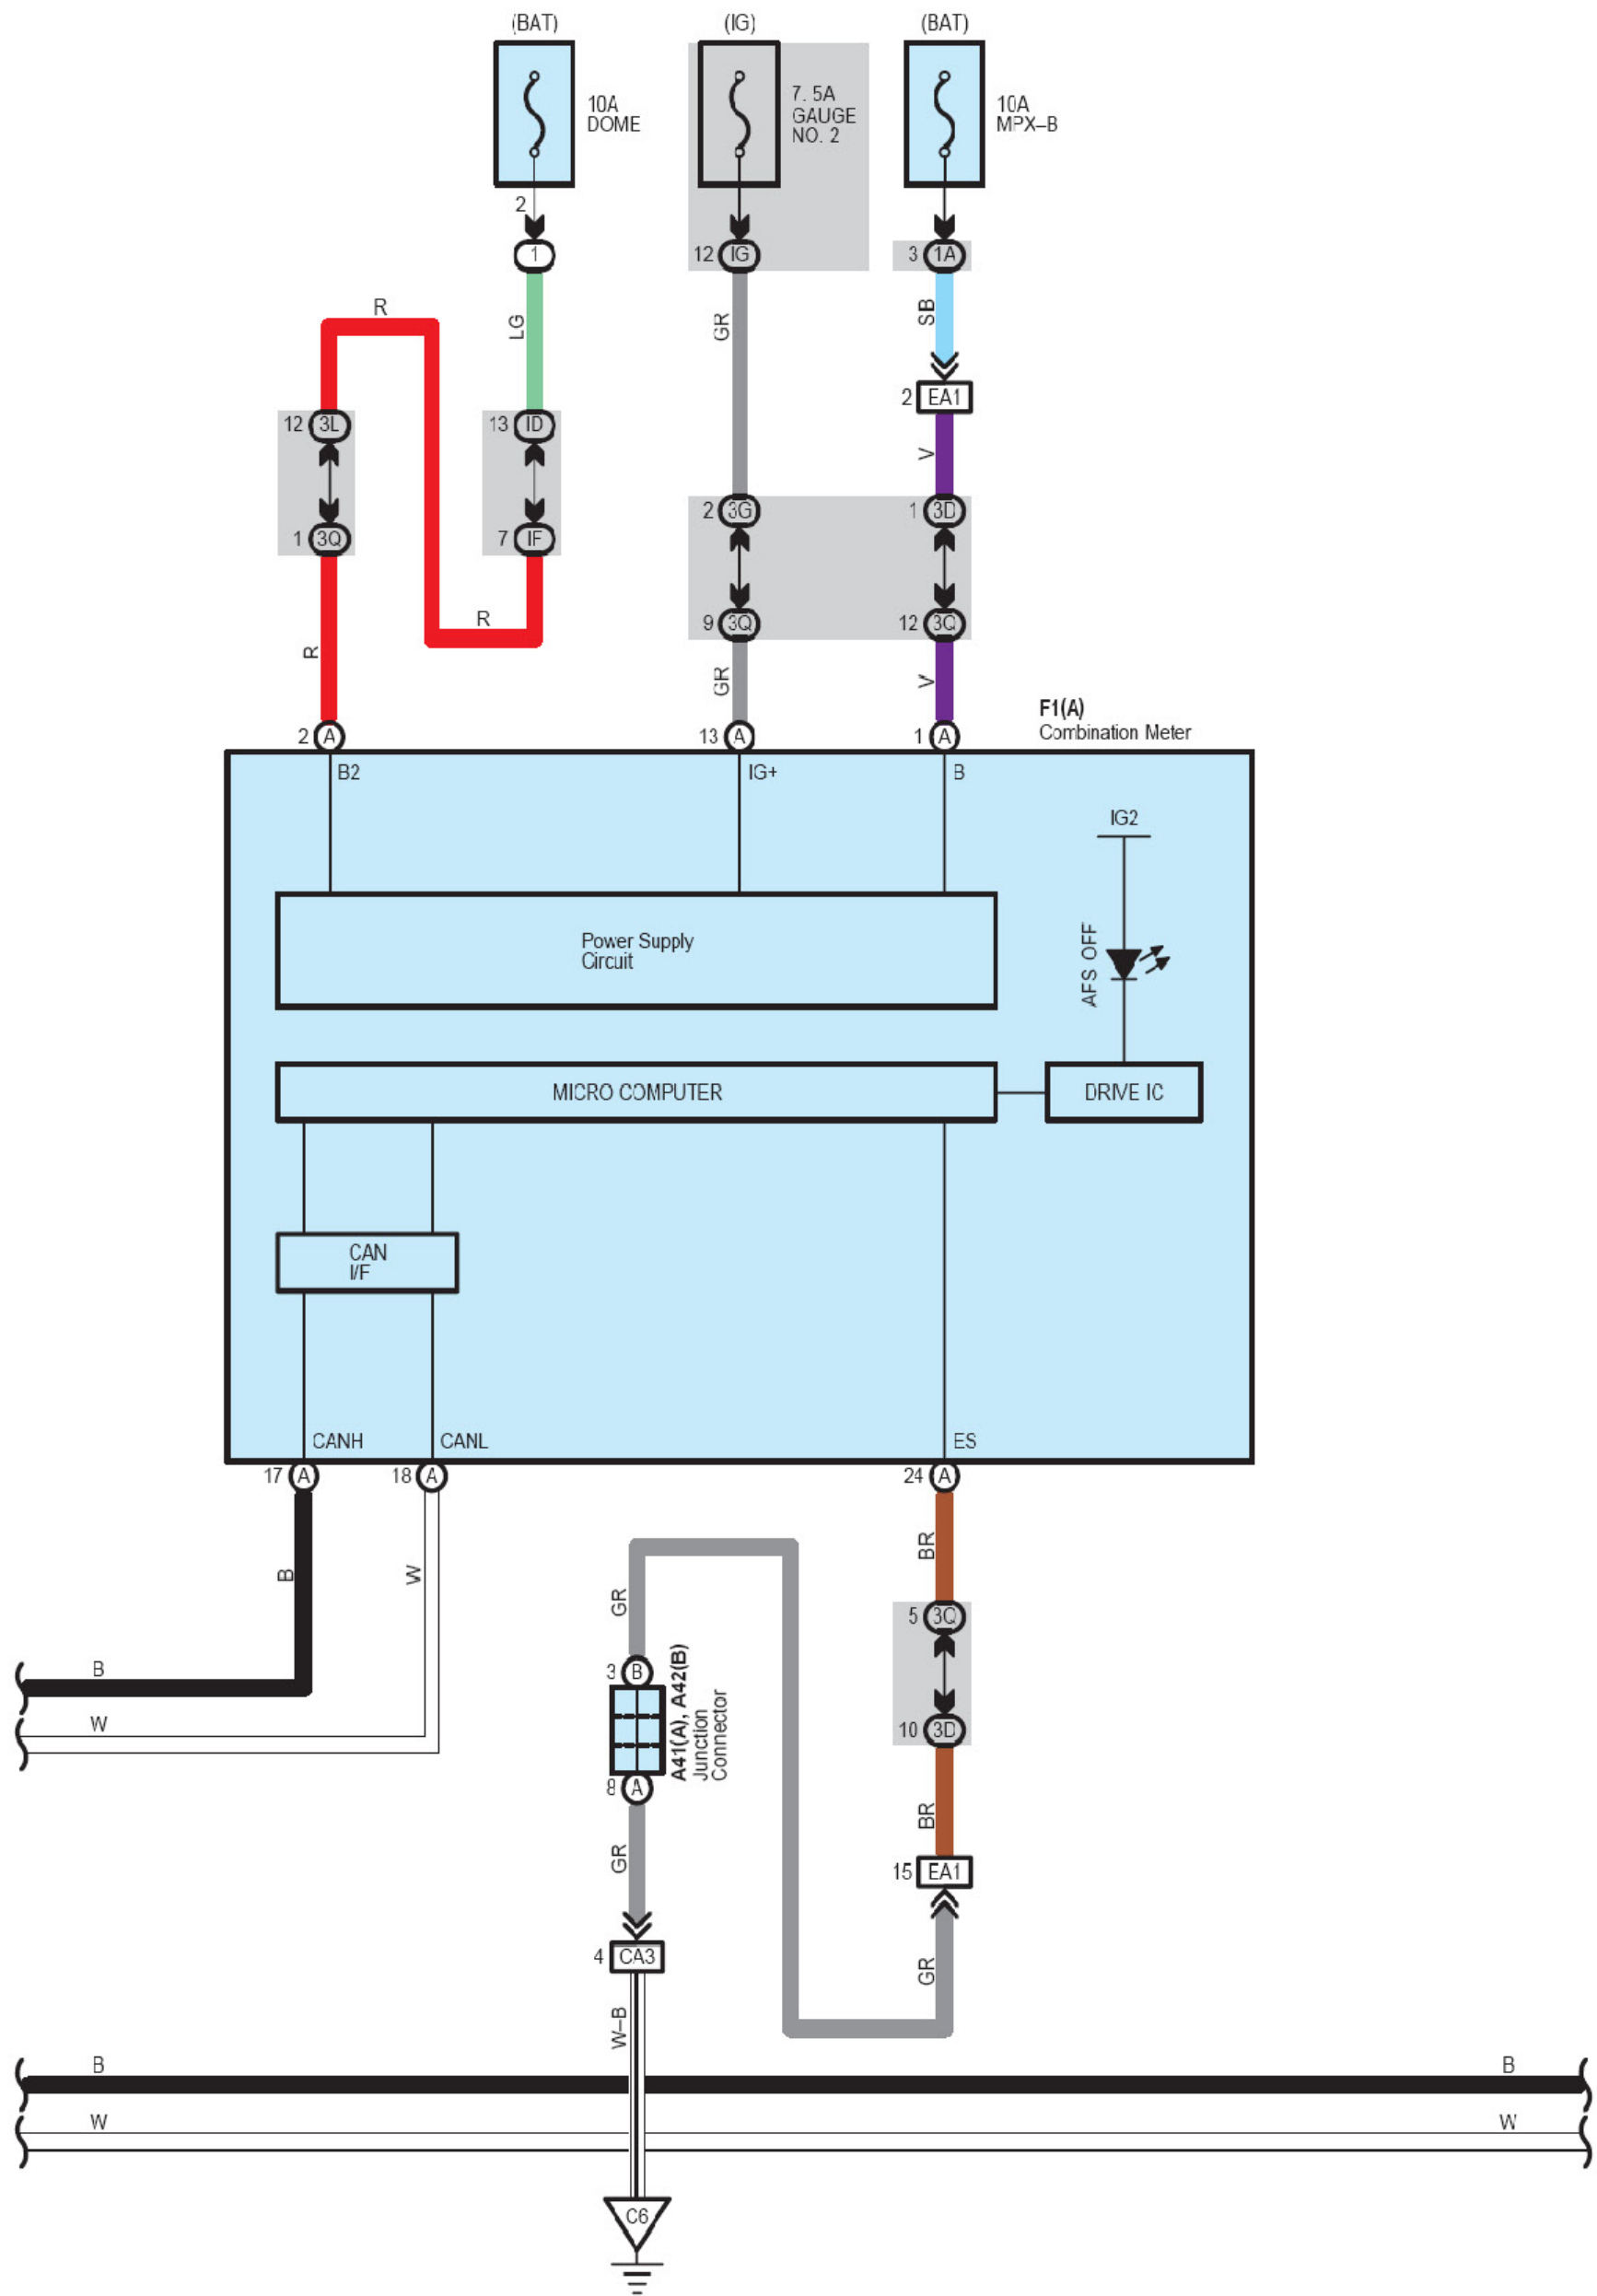 (BAT)
(IG)
(BAT)
10A
DOME
7. 5A
GAUGE
NO. 2
10A
MPX–B
2
1
12 IG
3 1A
R
LG
GR
SB
2 EA1
12 3L
13 ID
V
1 3Q
7 IF
2 3G
1 3D
R
R
9 3Q
12 3Q
GR
V
F1(A)
Combination Meter
2 A
13 A
1 A
B2
IG+
B
IG2
AFS OFF
Power Supply
Circuit
MICRO COMPUTER
DRIVE IC
CAN
I/F
CANH
CANL
ES
17 A
18 A
24 A
B
W
BR
GR
5 3Q
B
W
3 B
A41(A), A42(B)
Junction
Connector
8 A
10 3D
GR
BR
15 EA1
4 CA3
GR
W–B
B
B
W
W
C6